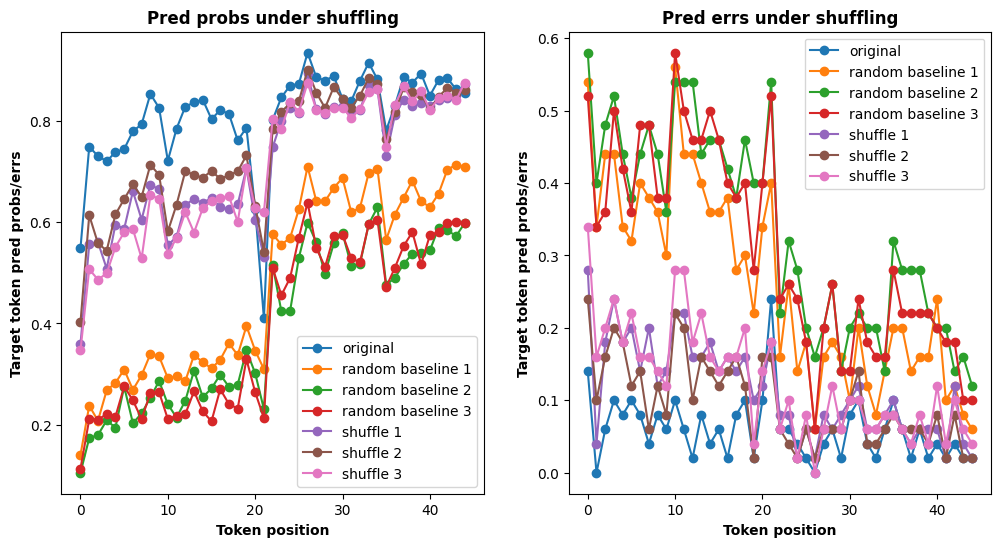 Pred probs under shuffling
Target token pred probs/errs
0.8
0.6
0.4
0.2
0
10
20
30
40
Token position
original
random baseline 1
random baseline 2
random baseline 3
shuffle 1
shuffle 2
shuffle 3
Pred errs under shuffling
Target token pred probs/errs
0.6
0.5
0.4
0.3
0.2
0.1
0.0
0
10
20
30
40
Token position
original
random baseline 1
random baseline 2
random baseline 3
shuffle 1
shuffle 2
shuffle 3